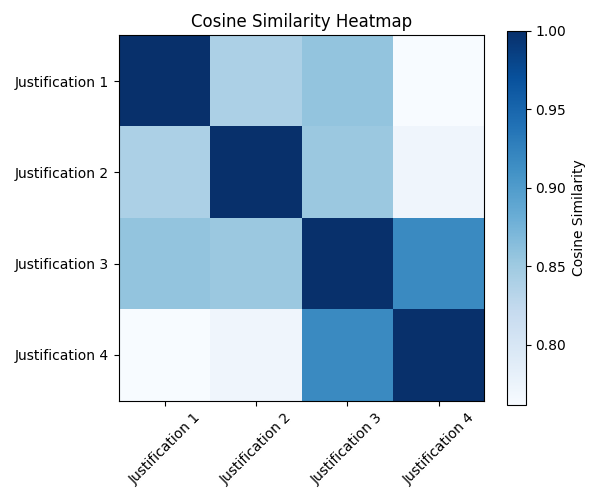 Cosine Similarity Heatmap
Justification 1
Justification 2
Justification 3
Justification 4
Justification 1
Justification 2
Justification 3
Justification 4
1.00
0.95
0.90
0.85
0.80
Cosine Similarity